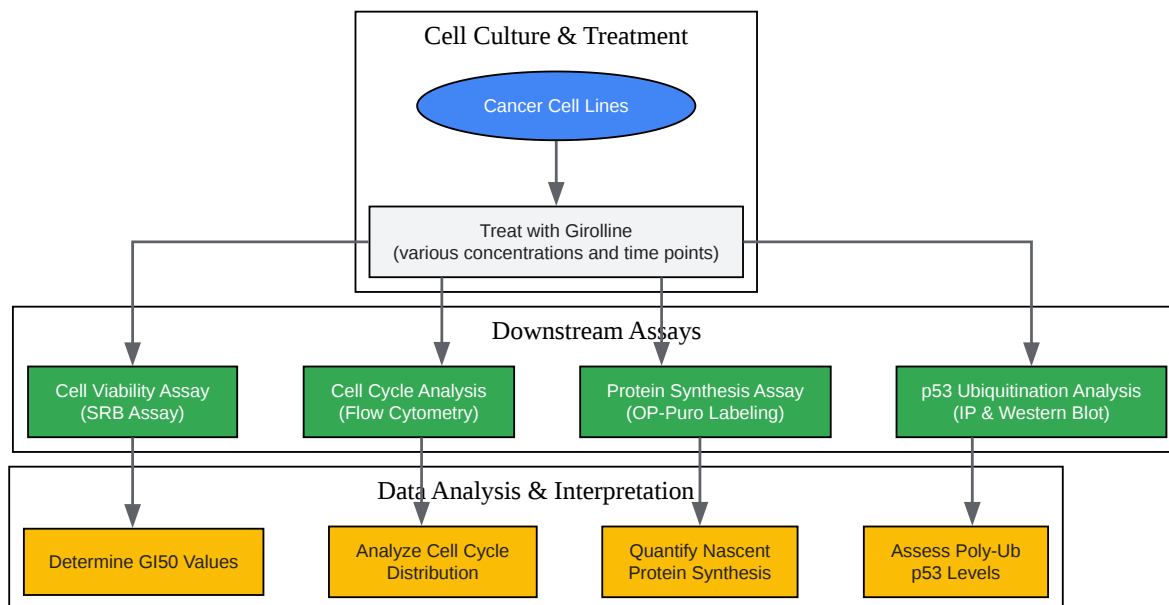 Cell Culture & Treatment
Cancer Cell Lines
Treat with Girolline
(various concentrations and time points)
Downstream Assays
Cell Viability Assay
(SRB Assay)
Cell Cycle Analysis
(Flow Cytometry)
Protein Synthesis Assay
(OP-Puro Labeling)
p53 Ubiquitination Analysis
(IP & Western Blot)
Data Analysis & Interpretation
Determine GI50 Values
Analyze Cell Cycle
Distribution
Quantify Nascent
Protein Synthesis
Assess Poly-Ub
p53 Levels